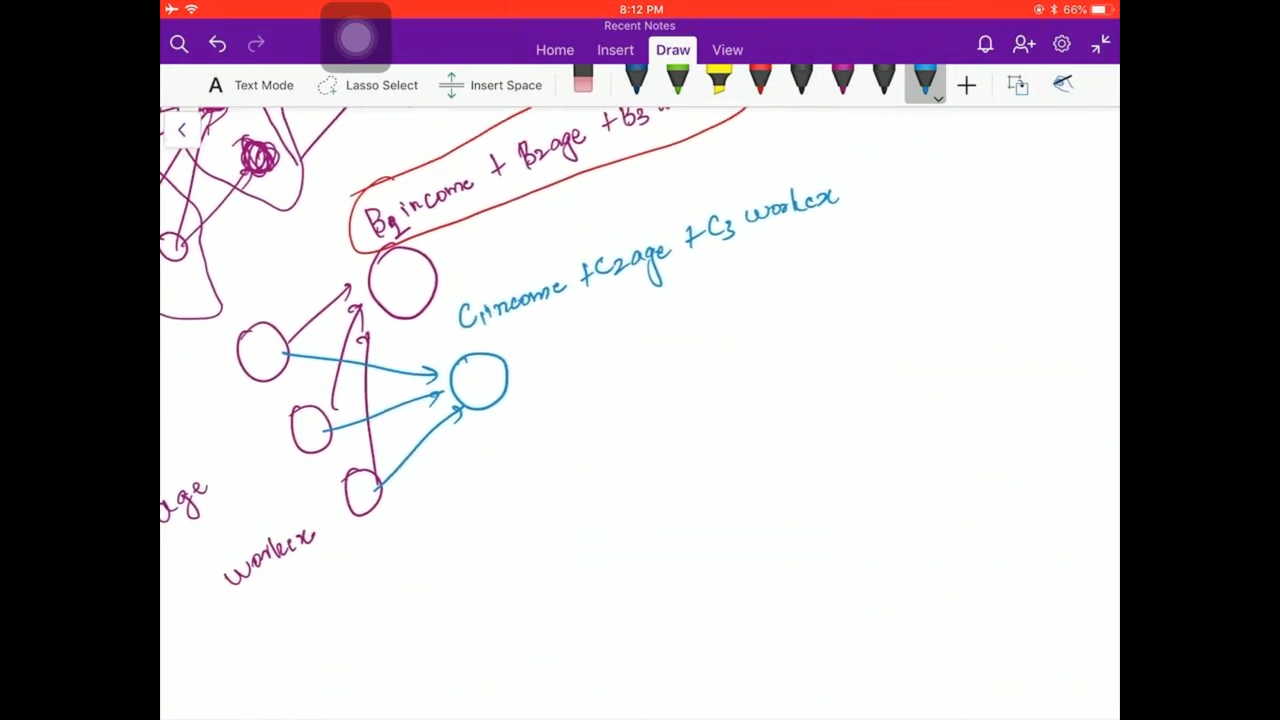 8:12 PM
66%
Recent Notes
Home Insert Draw View
A Text Mode Lasso Select Insert Space
B1income + B2age + B3
C1income + C2age + C3 workex
age
workex